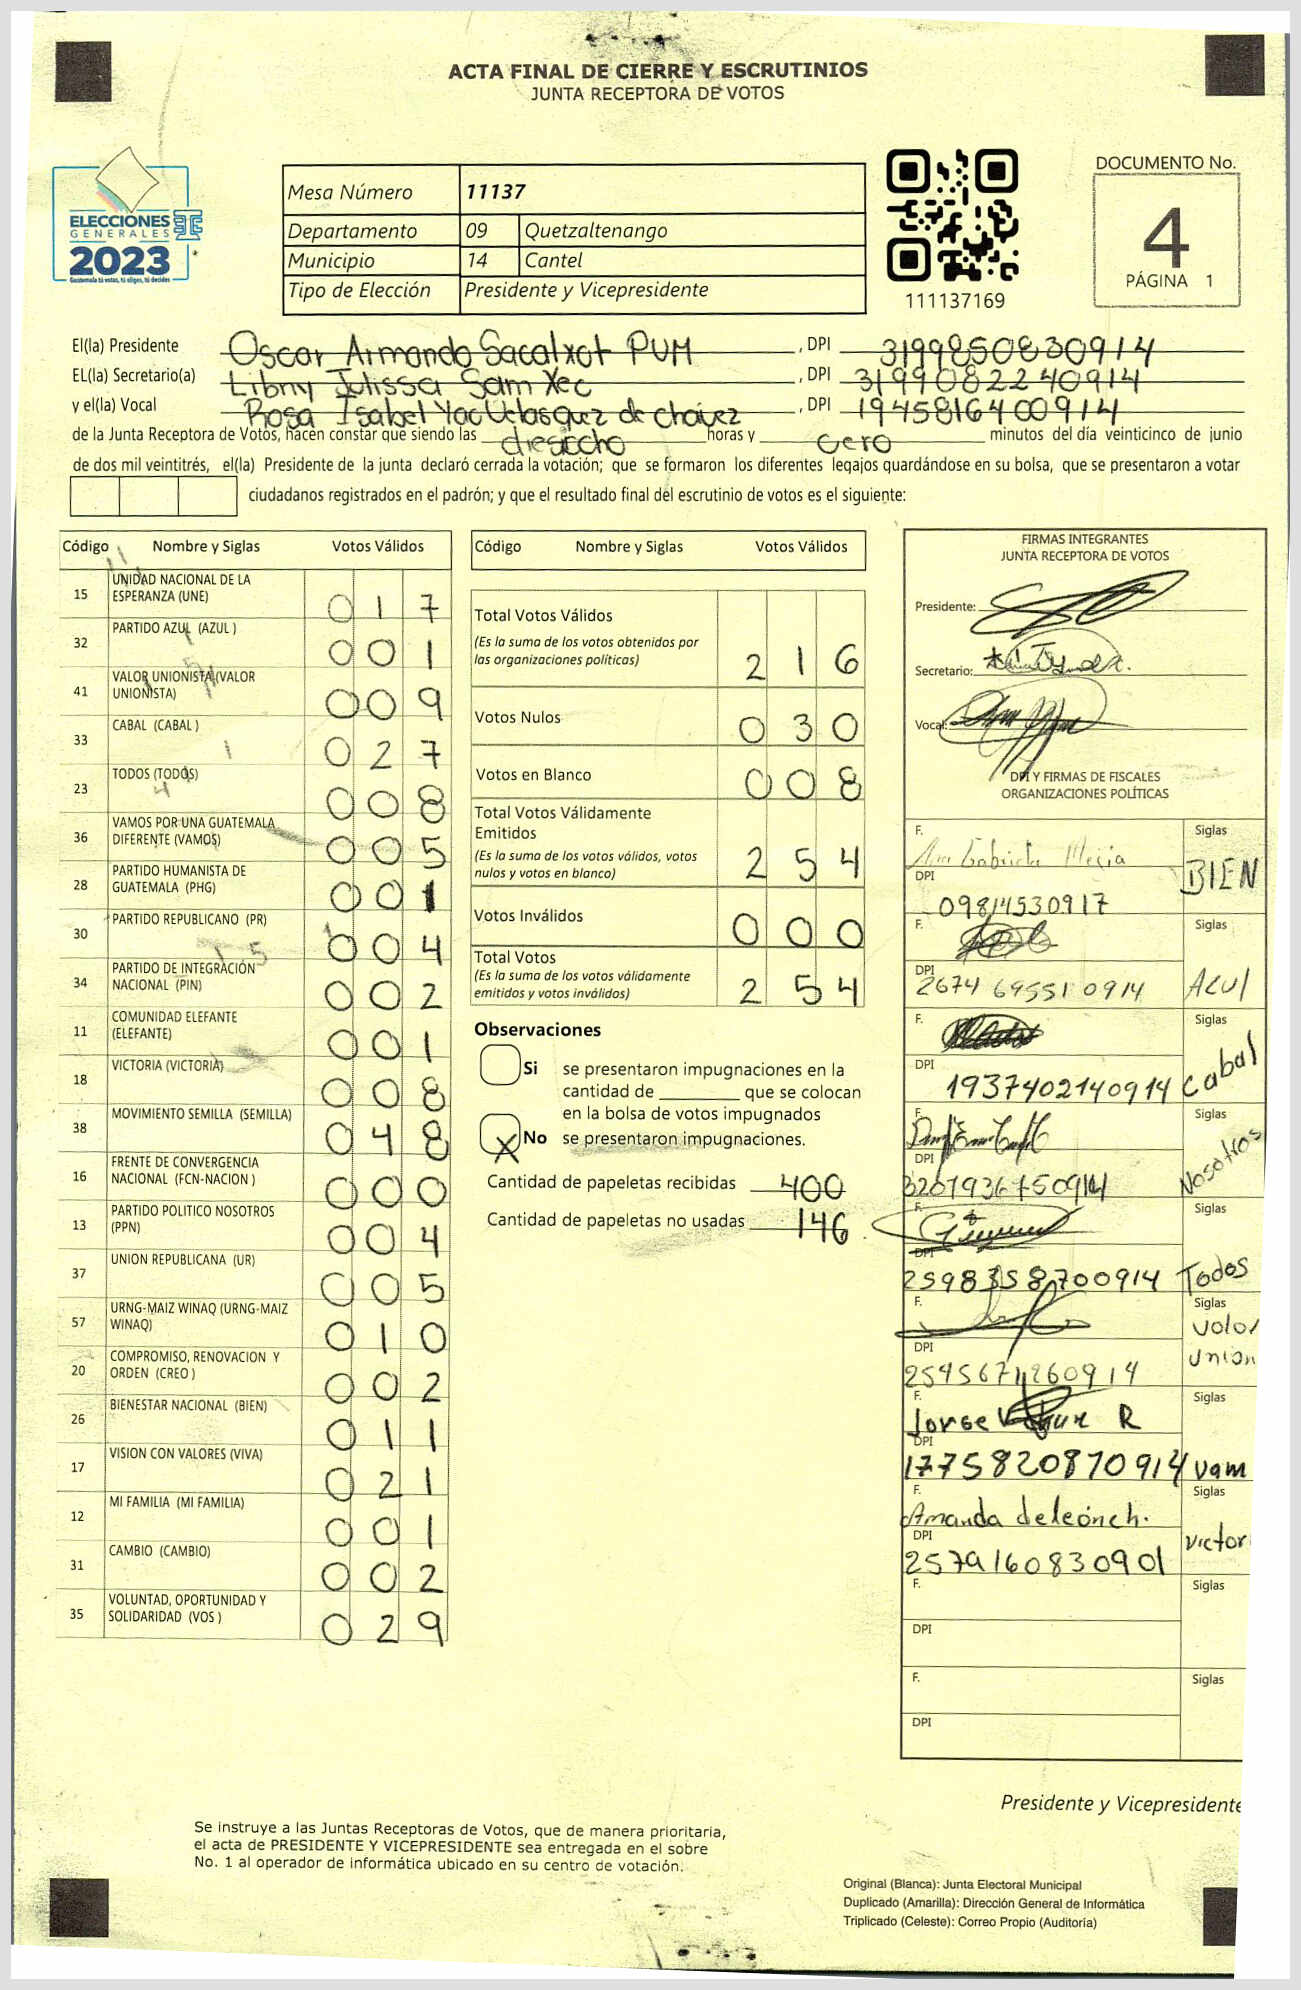 ACTA FINAL DE CIERRE Y ESCRUTINIOS
JUNTA RECEPTORA DE VOTOS
ELECCIONES
GENERALES
2023
Guatemala tú votas, tú eliges, tú decides
Mesa Número 11137
Departamento 09 Quetzaltenango
Municipio 14 Cantel
Tipo de Elección Presidente y Vicepresidente
111137169
DOCUMENTO No.
4
PÁGINA 1
El(la) Presidente Oscar Armando Sacalxot PUM , DPI 3199850830914
EL(la) Secretario(a) Libny Julissa Sam Xec , DPI 3199082240914
y el(la) Vocal Rosa Isabel Yac Velasquez de chávez , DPI 1945816400914
de la Junta Receptora de Votos, hacen constar que siendo las diesiocho horas y cero minutos del día veinticinco de junio
de dos mil veintitrés, el(la) Presidente de la junta declaró cerrada la votación; que se formaron los diferentes legajos guardándose en su bolsa, que se presentaron a votar
ciudadanos registrados en el padrón; y que el resultado final del escrutinio de votos es el siguiente:
Código Nombre y Siglas Votos Válidos
15 UNIDAD NACIONAL DE LA ESPERANZA (UNE) 017
32 PARTIDO AZUL (AZUL ) 001
41 VALOR UNIONISTA (VALOR UNIONISTA) 009
33 CABAL (CABAL ) 027
23 TODOS (TODOS) 008
36 VAMOS POR UNA GUATEMALA DIFERENTE (VAMOS) 005
28 PARTIDO HUMANISTA DE GUATEMALA (PHG) 001
30 PARTIDO REPUBLICANO (PR) 004
34 PARTIDO DE INTEGRACIÓN NACIONAL (PIN) 002
11 COMUNIDAD ELEFANTE (ELEFANTE) 001
18 VICTORIA (VICTORIA) 008
38 MOVIMIENTO SEMILLA (SEMILLA) 048
16 FRENTE DE CONVERGENCIA NACIONAL (FCN-NACION ) 000
13 PARTIDO POLITICO NOSOTROS (PPN) 004
37 UNION REPUBLICANA (UR) 005
57 URNG-MAIZ WINAQ (URNG-MAIZ WINAQ) 010
20 COMPROMISO, RENOVACION Y ORDEN (CREO ) 002
26 BIENESTAR NACIONAL (BIEN) 011
17 VISION CON VALORES (VIVA) 021
12 MI FAMILIA (MI FAMILIA) 001
31 CAMBIO (CAMBIO) 002
35 VOLUNTAD, OPORTUNIDAD Y SOLIDARIDAD (VOS ) 029
Código Nombre y Siglas Votos Válidos
Total Votos Válidos
(Es la suma de los votos obtenidos por
las organizaciones políticas) 216
Votos Nulos 030
Votos en Blanco 008
Total Votos Válidamente
Emitidos
(Es la suma de los votos válidos, votos
nulos y votos en blanco) 254
Votos Inválidos 000
Total Votos
(Es la suma de los votos válidamente
emitidos y votos inválidos) 254
Observaciones
Si se presentaron impugnaciones en la
cantidad de ________ que se colocan
en la bolsa de votos impugnados
X No se presentaron impugnaciones.
Cantidad de papeletas recibidas 400
Cantidad de papeletas no usadas 146
FIRMAS INTEGRANTES
JUNTA RECEPTORA DE VOTOS
Presidente:
Secretario:
Vocal:
DPI Y FIRMAS DE FISCALES
ORGANIZACIONES POLÍTICAS
F. Ana Gabriela Mejia Siglas
DPI BIEN
09814530917
F. Siglas
DPI
2674 69551 0914 Azul
F. Siglas
DPI
1937402140914 Cabal
F. Siglas
DPI
3207936750914 Nosotros
F. Siglas
DPI
2598358700914 Todos
F. Siglas
Valor
DPI Union
2545671260914
F. Jorge R
DPI
1775820870914 vam
F. Siglas
Amanda deleónch.
DPI victor
2579160830901
F. Siglas
DPI
F. Siglas
DPI
Presidente y Vicepresidente
Se instruye a las Juntas Receptoras de Votos, que de manera prioritaria,
el acta de PRESIDENTE Y VICEPRESIDENTE sea entregada en el sobre
No. 1 al operador de informática ubicado en su centro de votación.
Original (Blanca): Junta Electoral Municipal
Duplicado (Amarilla): Dirección General de Informática
Triplicado (Celeste): Correo Propio (Auditoría)